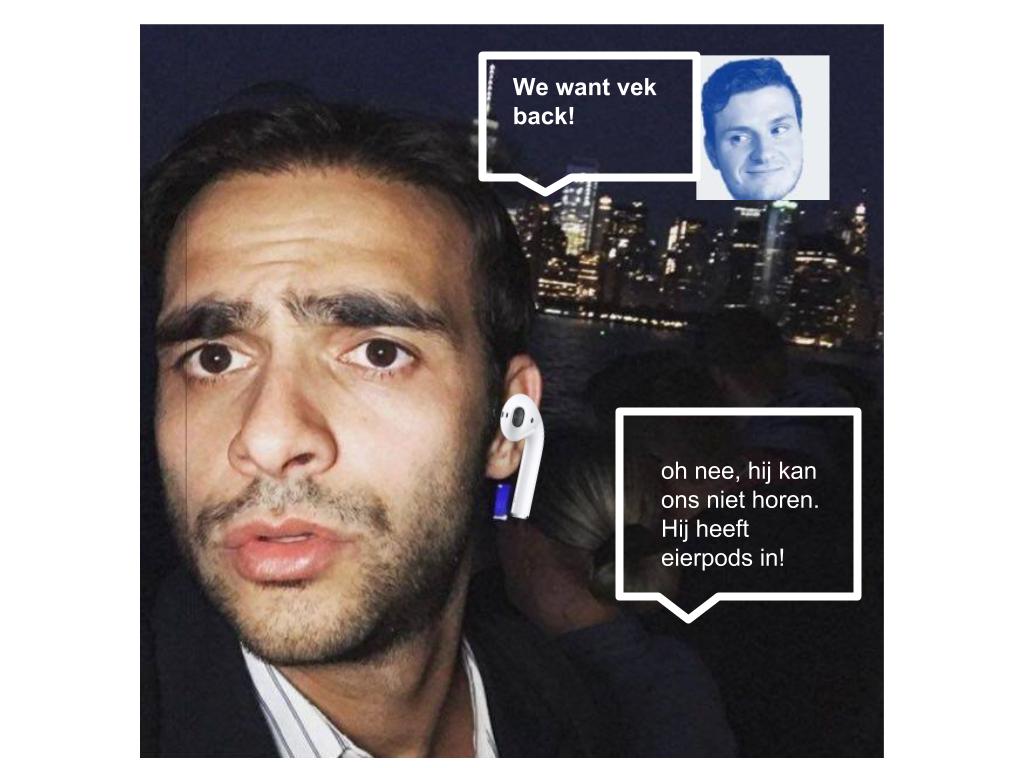 We want vek
back!
oh nee, hij kan
ons niet horen.
Hij heeft
eierpods in!